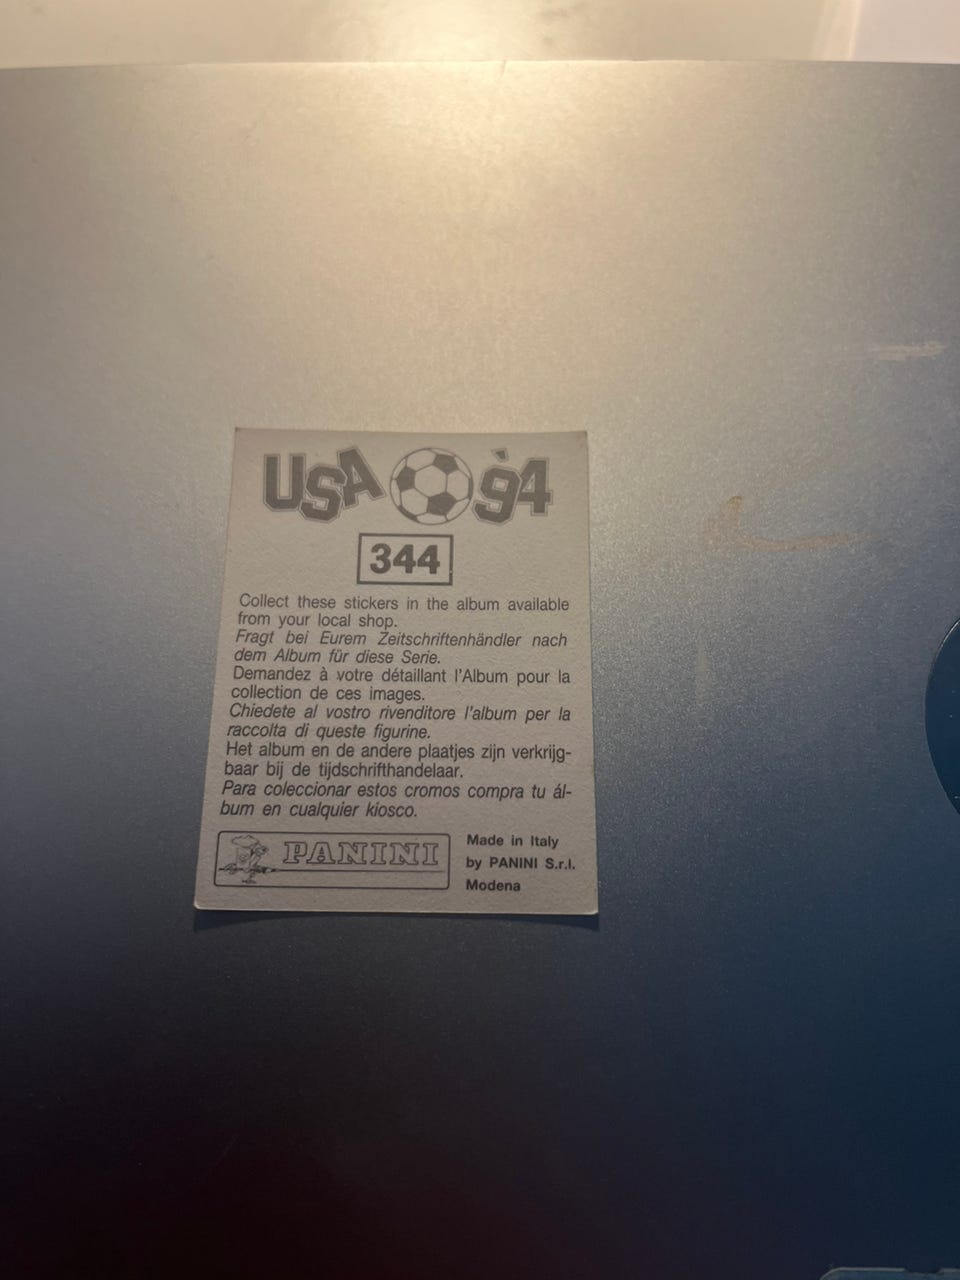 USA '94
344
Collect these stickers in the album available
from your local shop.
Fragt bei Eurem Zeitschriftenhändler nach
dem Album für diese Serie.
Demandez à votre détaillant l'Album pour la
collection de ces images.
Chiedete al vostro rivenditore l'album per la
raccolta di queste figurine.
Het album en de andere plaatjes zijn verkrijg-
baar bij de tijdschrifthandelaar.
Para coleccionar estos cromos compra tu ál-
bum en cualquier kiosco.
PANINI
Made in Italy
by PANINI S.r.l.
Modena